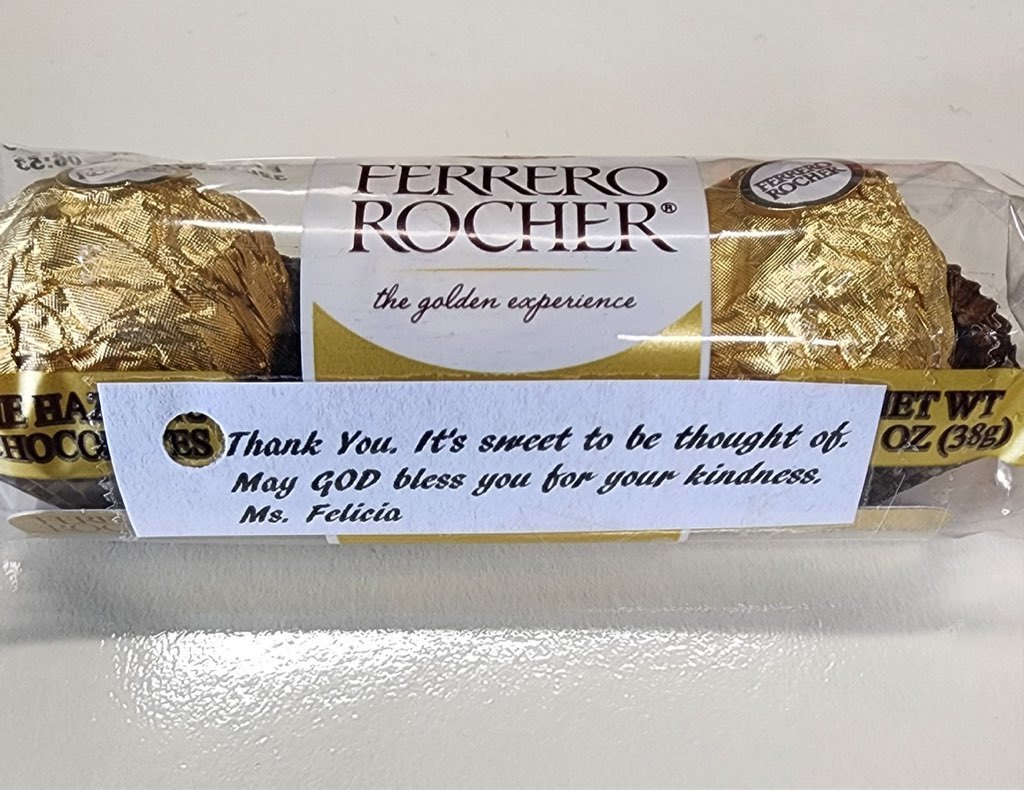 FERRERO
ROCHER®
the golden experience
FERRERO
ROCHER
ES
NET WT
OZ (38g)
Thank You. It's sweet to be thought of.
May GOD bless you for your kindness.
Ms. Felicia